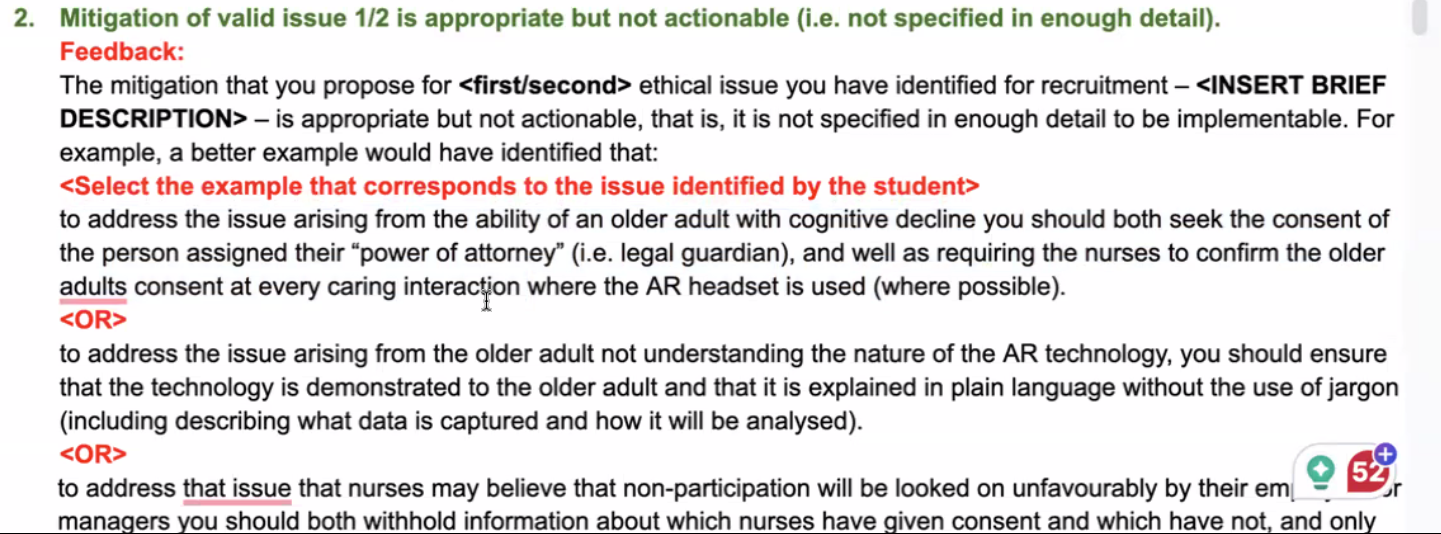 2. Mitigation of valid issue 1/2 is appropriate but not actionable (i.e. not specified in enough detail).
Feedback:
The mitigation that you propose for <first/second> ethical issue you have identified for recruitment – <INSERT BRIEF
DESCRIPTION> – is appropriate but not actionable, that is, it is not specified in enough detail to be implementable. For
example, a better example would have identified that:
<Select the example that corresponds to the issue identified by the student>
to address the issue arising from the ability of an older adult with cognitive decline you should both seek the consent of
the person assigned their “power of attorney” (i.e. legal guardian), and well as requiring the nurses to confirm the older
adults consent at every caring interaction where the AR headset is used (where possible).
<OR>
to address the issue arising from the older adult not understanding the nature of the AR technology, you should ensure
that the technology is demonstrated to the older adult and that it is explained in plain language without the use of jargon
(including describing what data is captured and how it will be analysed).
<OR>
52
to address that issue that nurses may believe that non-participation will be looked on unfavourably by their
managers you should both withhold information about which nurses have given consent and which have not, and only